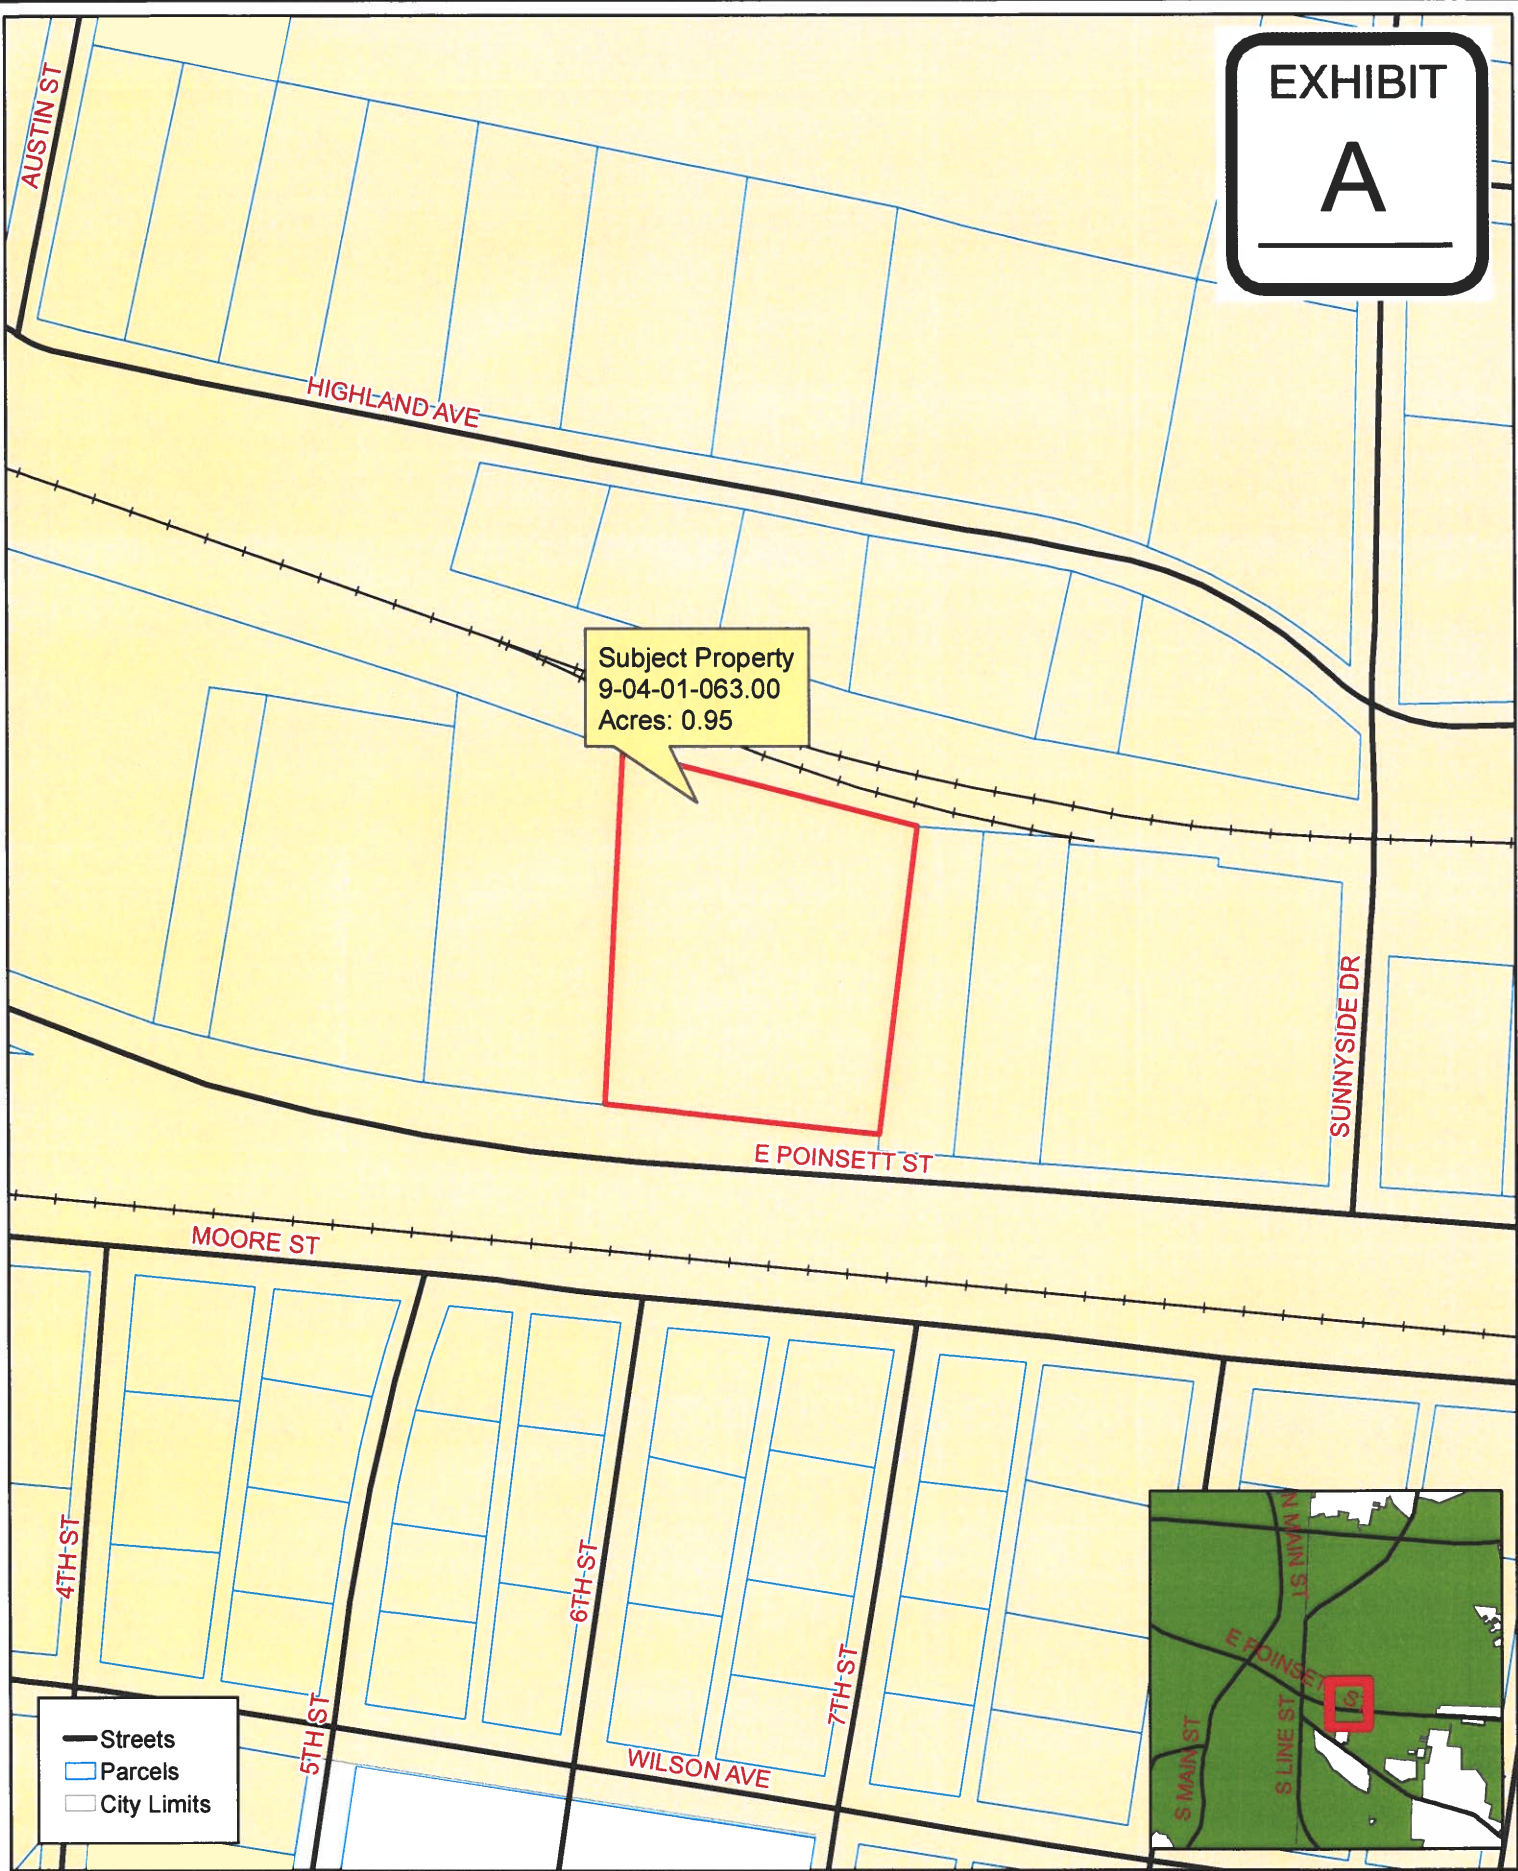 EXHIBIT
A
AUSTIN ST
HIGHLAND AVE
Subject Property
9-04-01-063.00
Acres: 0.95
SUNNYSIDE DR
E POINSETT ST
MOORE ST
4TH ST
5TH ST
6TH ST
7TH ST
WILSON AVE
Streets
Parcels
City Limits
N MAIN ST
E POINSETT S
S MAIN ST
S LINE ST